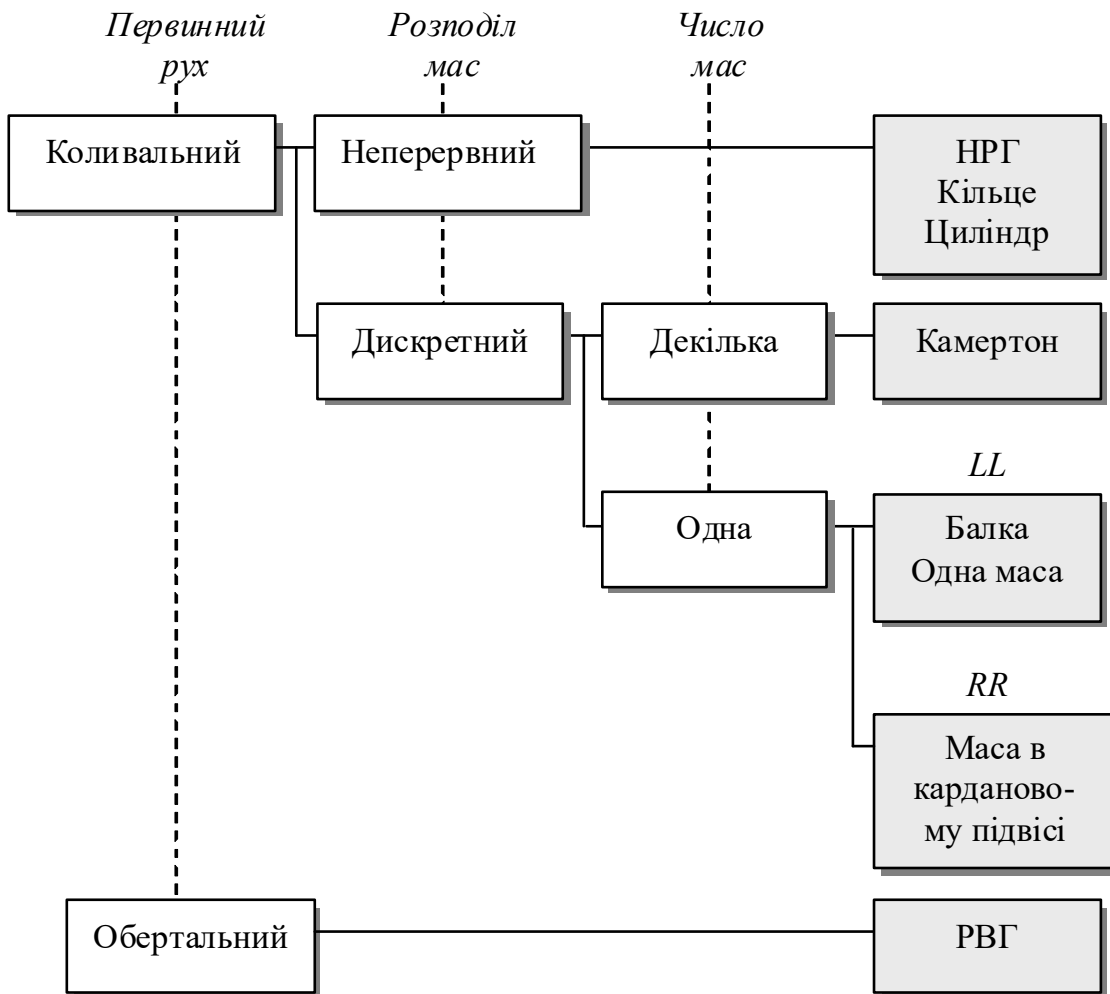 Первинний
рух
Розподіл
мас
Число
мас
Коливальний
Неперервний
НРГ
Кільце
Циліндр
Дискретний
Декілька
Камертон
LL
Одна
Балка
Одна маса
RR
Маса в
карданово-
му підвісі
Обертальний
РВГ